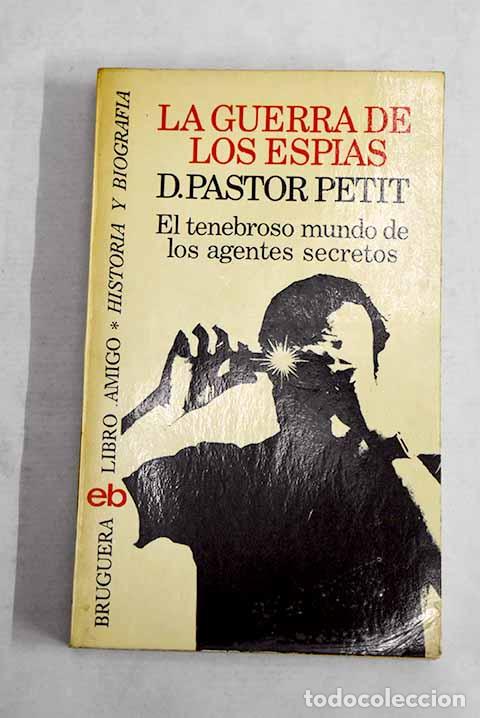 LA GUERRA DE
LOS ESPIAS
D. PASTOR PETIT
El tenebroso mundo de
los agentes secretos
BRUGUERA eb LIBRO AMIGO * HISTORIA Y BIOGRAFIA
todocoleccion